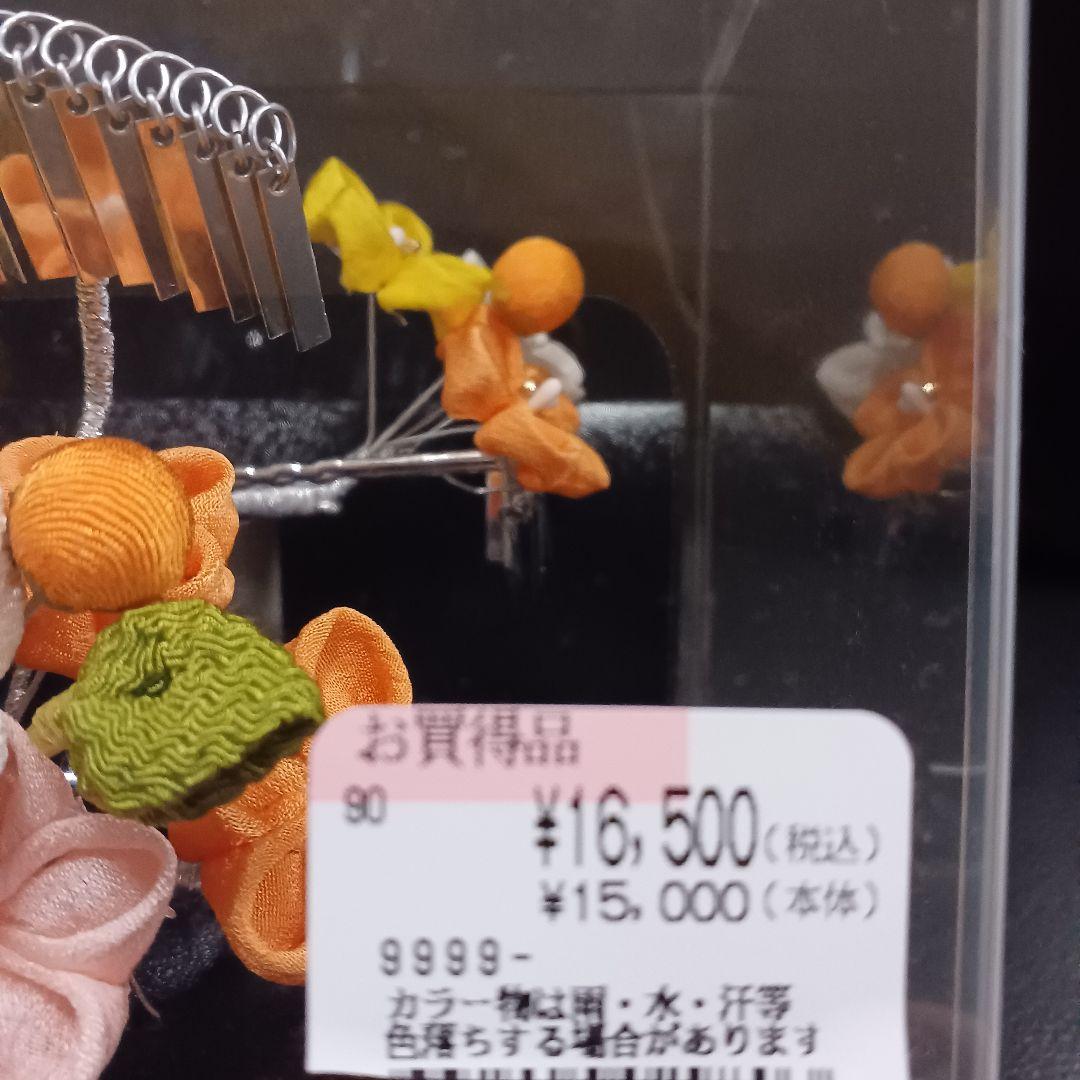 お買得品
90
¥16,500(税込)
¥15,000(本体)
9999-
カラー物は雨・水・汗等
色落ちする場合があります